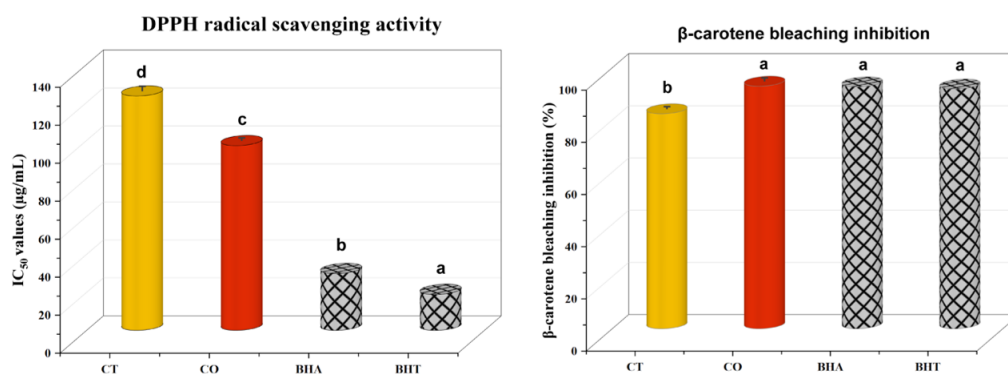 DPPH radical scavenging activity
IC50 values (µg/mL)
140
120
100
80
60
40
20
0
d
c
b
a
CT
CO
BHA
BHT
β-carotene bleaching inhibition
β-carotene bleaching inhibition (%)
100
80
60
40
20
0
b
a
a
a
CT
CO
BHA
BHT